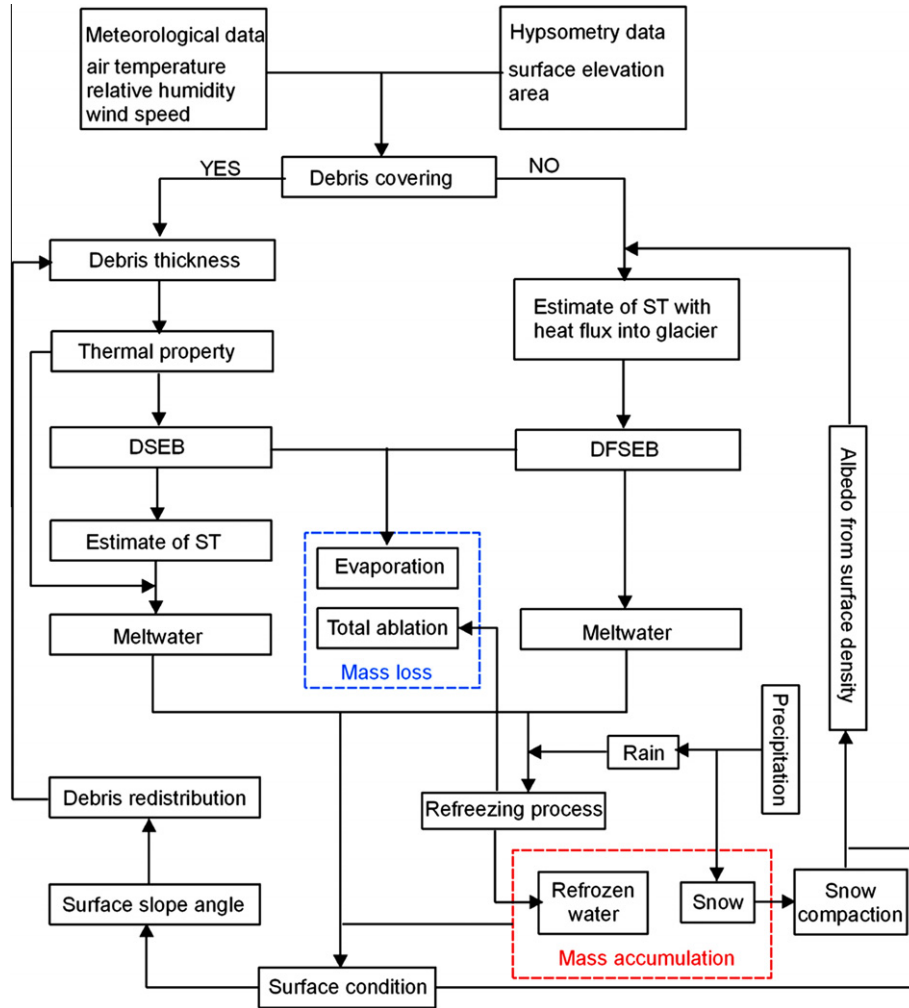 Meteorological data
air temperature
relative humidity
wind speed
Hypsometry data
surface elevation
area
YES
Debris covering
NO
Debris thickness
Estimate of ST with
heat flux into glacier
Thermal property
DSEB
DFSEB
Albedo from surface density
Estimate of ST
Evaporation
Total ablation
Mass loss
Meltwater
Meltwater
Precipitation
Rain
Debris redistribution
Refreezing process
Surface slope angle
Refrozen
water
Snow
Snow
compaction
Mass accumulation
Surface condition